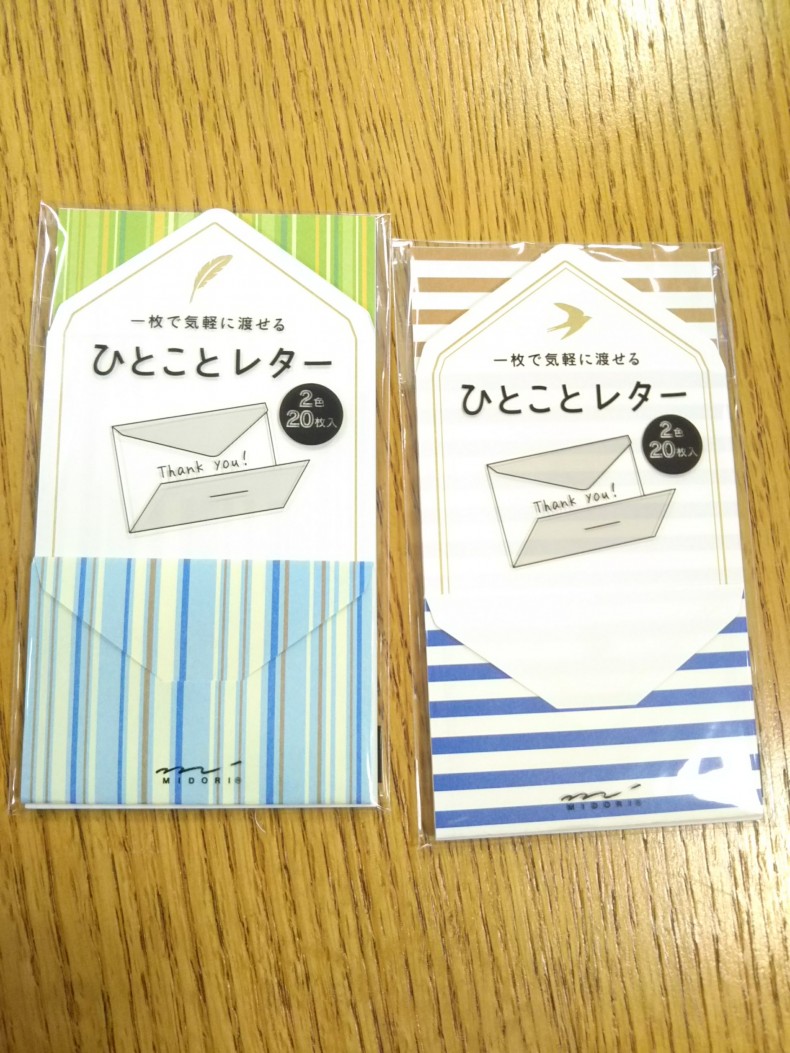 一枚で気軽に渡せる
ひとことレター
2色
20枚入
Thank you!
MIDORI®
一枚で気軽に渡せる
ひとことレター
2色
20枚入
Thank you!
MIDORI®